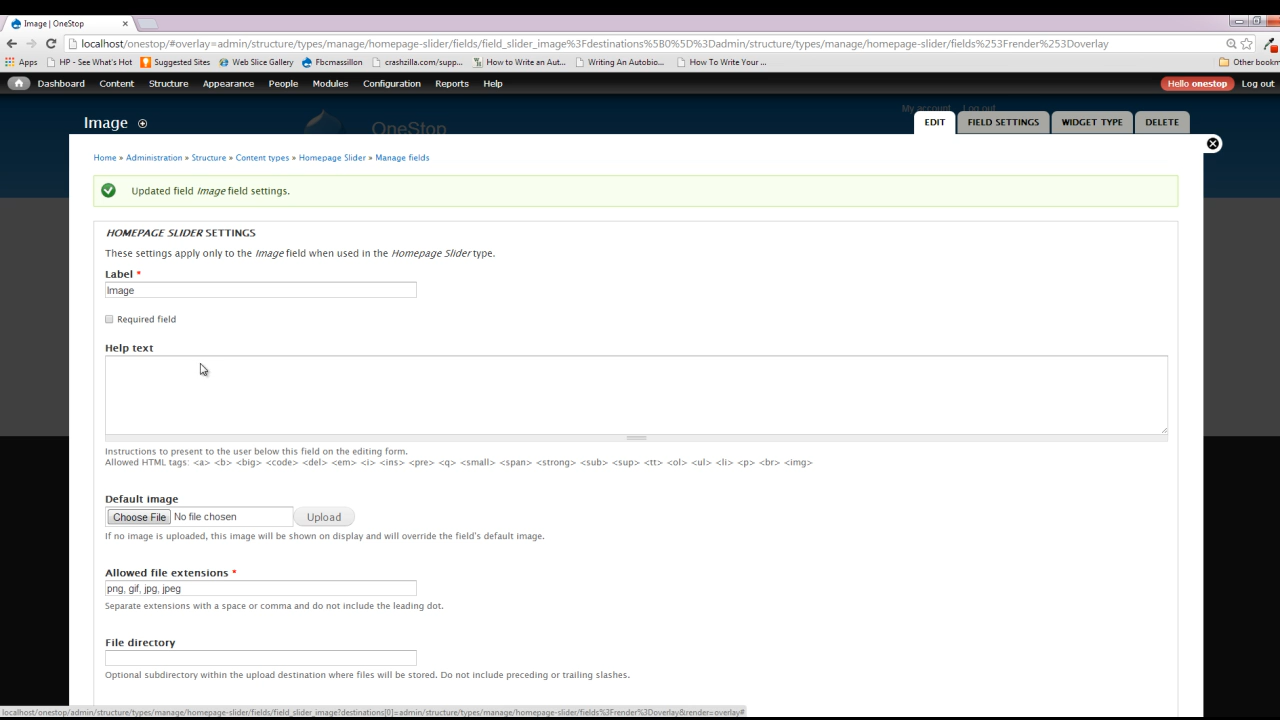 Image | OneStop
localhost/onestop/#overlay=admin/structure/types/manage/homepage-slider/fields/field_slider_image%3Fdestinations%5B0%5D%3Dadmin/structure/types/manage/homepage-slider/fields%253Frender%253Doverlay
Apps HP - See What's Hot Suggested Sites Web Slice Gallery Fbcmassillon crashzilla.com/supp... How to Write an Aut... Writing An Autobio... How To Write Your ... Other bookm
Dashboard Content Structure Appearance People Modules Configuration Reports Help Hello onestop Log out
My account Log out
Image OneStop EDIT FIELD SETTINGS WIDGET TYPE DELETE
Home » Administration » Structure » Content types » Homepage Slider » Manage fields
Updated field Image field settings.
HOMEPAGE SLIDER SETTINGS
These settings apply only to the Image field when used in the Homepage Slider type.
Label *
Image
Required field
Help text
Instructions to present to the user below this field on the editing form.
Allowed HTML tags: <a> <b> <big> <code> <del> <em> <i> <ins> <pre> <q> <small> <span> <strong> <sub> <sup> <tt> <ol> <ul> <li> <p> <br> <img>
Default image
Choose File No file chosen Upload
If no image is uploaded, this image will be shown on display and will override the field's default image.
Allowed file extensions *
png, gif, jpg, jpeg
Separate extensions with a space or comma and do not include the leading dot.
File directory
Optional subdirectory within the upload destination where files will be stored. Do not include preceding or trailing slashes.
localhost/onestop/admin/structure/types/manage/homepage-slider/fields/field_slider_image?destinations[0]=admin/structure/types/manage/homepage-slider/fields%3Frender%3Doverlay&render=overlay#